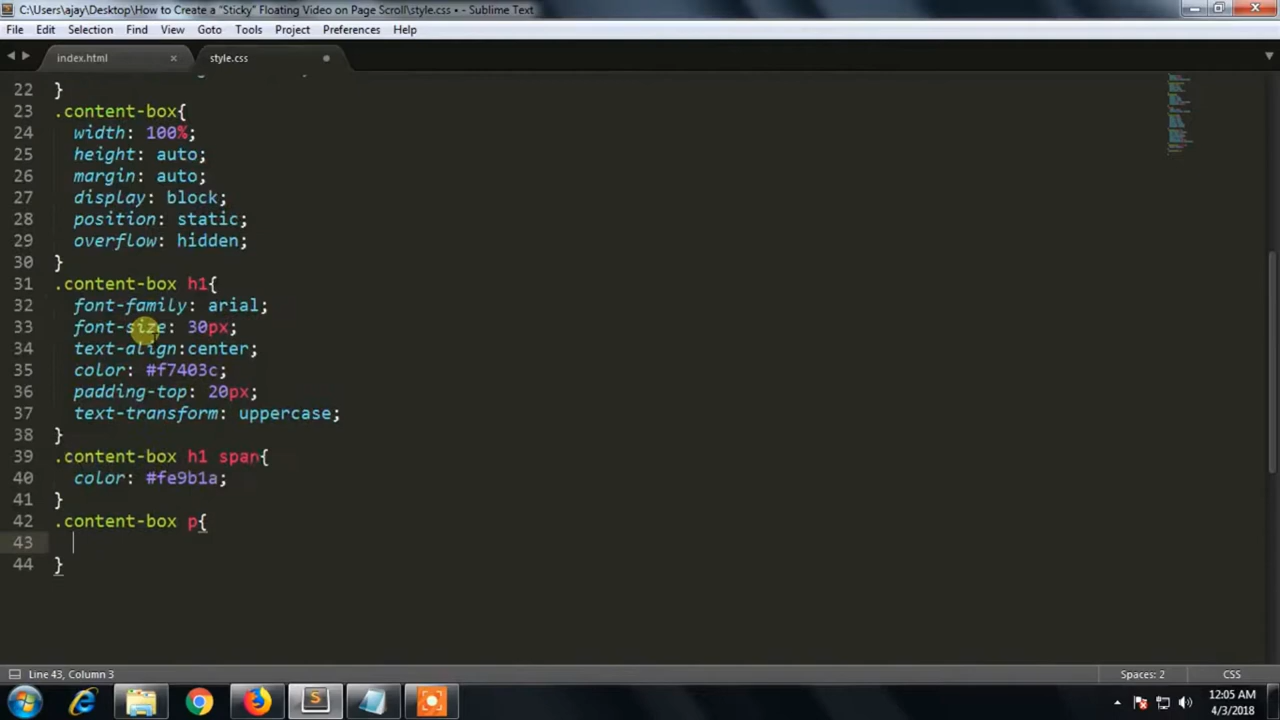 C:\Users\ajay\Desktop\How to Create a "Sticky" Floating Video on Page Scroll\style.css • - Sublime Text
File Edit Selection Find View Goto Tools Project Preferences Help
index.html × style.css
22 }
23 .content-box{
24 width: 100%;
25 height: auto;
26 margin: auto;
27 display: block;
28 position: static;
29 overflow: hidden;
30 }
31 .content-box h1{
32 font-family: arial;
33 font-size: 30px;
34 text-align:center;
35 color: #f7403c;
36 padding-top: 20px;
37 text-transform: uppercase;
38 }
39 .content-box h1 span{
40 color: #fe9b1a;
41 }
42 .content-box p{
43
44 }
Line 43, Column 3 Spaces: 2 CSS
12:05 AM
4/3/2018